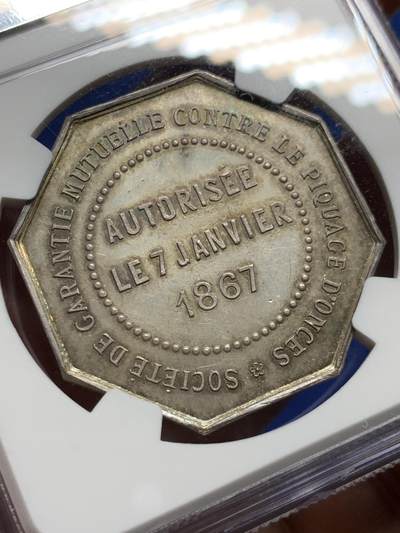 SOCIÉTÉ DE GARANTIE MUTUELLE CONTRE LE PIQUAGE D'ONCES
AUTORISÉE
LE 7 JANVIER
1867